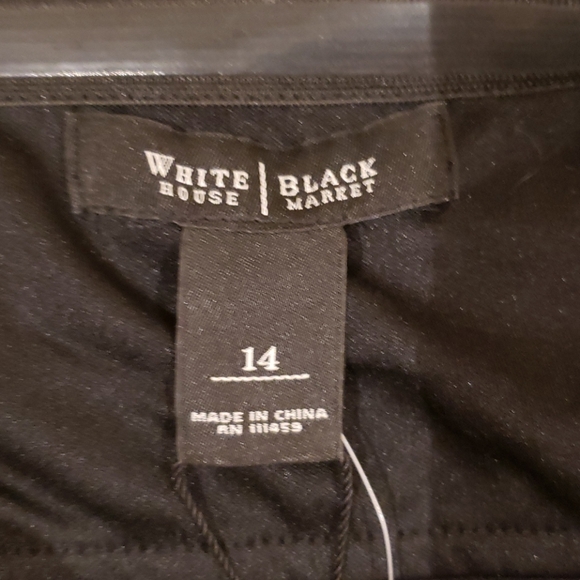 WHITE HOUSE | BLACK MARKET
14
MADE IN CHINA
RN 111459